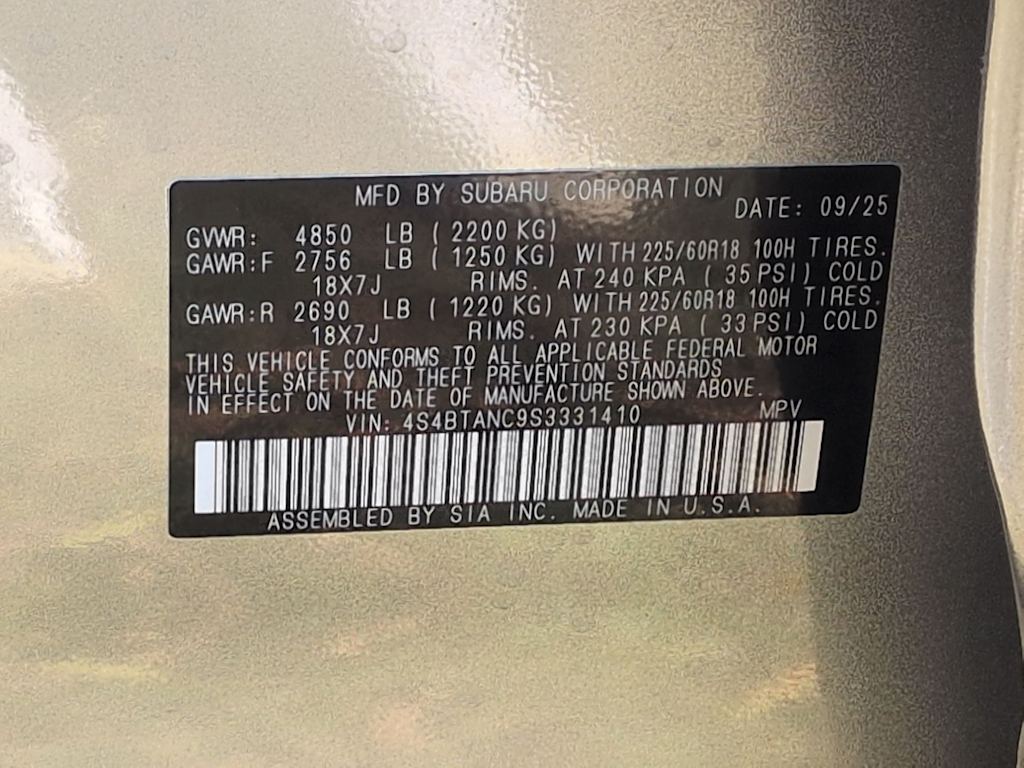 MFD BY SUBARU CORPORATION
DATE: 09/25
GVWR: 4850 LB (2200 KG)
GAWR:F 2756 LB (1250 KG) WITH 225/60R18 100H TIRES.
18X7J RIMS. AT 240 KPA (35 PSI) COLD
GAWR:R 2690 LB (1220 KG) WITH 225/60R18 100H TIRES.
18X7J RIMS. AT 230 KPA (33 PSI) COLD
THIS VEHICLE CONFORMS TO ALL APPLICABLE FEDERAL MOTOR
VEHICLE SAFETY AND THEFT PREVENTION STANDARDS
IN EFFECT ON THE DATE OF MANUFACTURE SHOWN ABOVE.
VIN: 4S4BTANC9S3331410 MPV
ASSEMBLED BY SIA INC. MADE IN U.S.A.